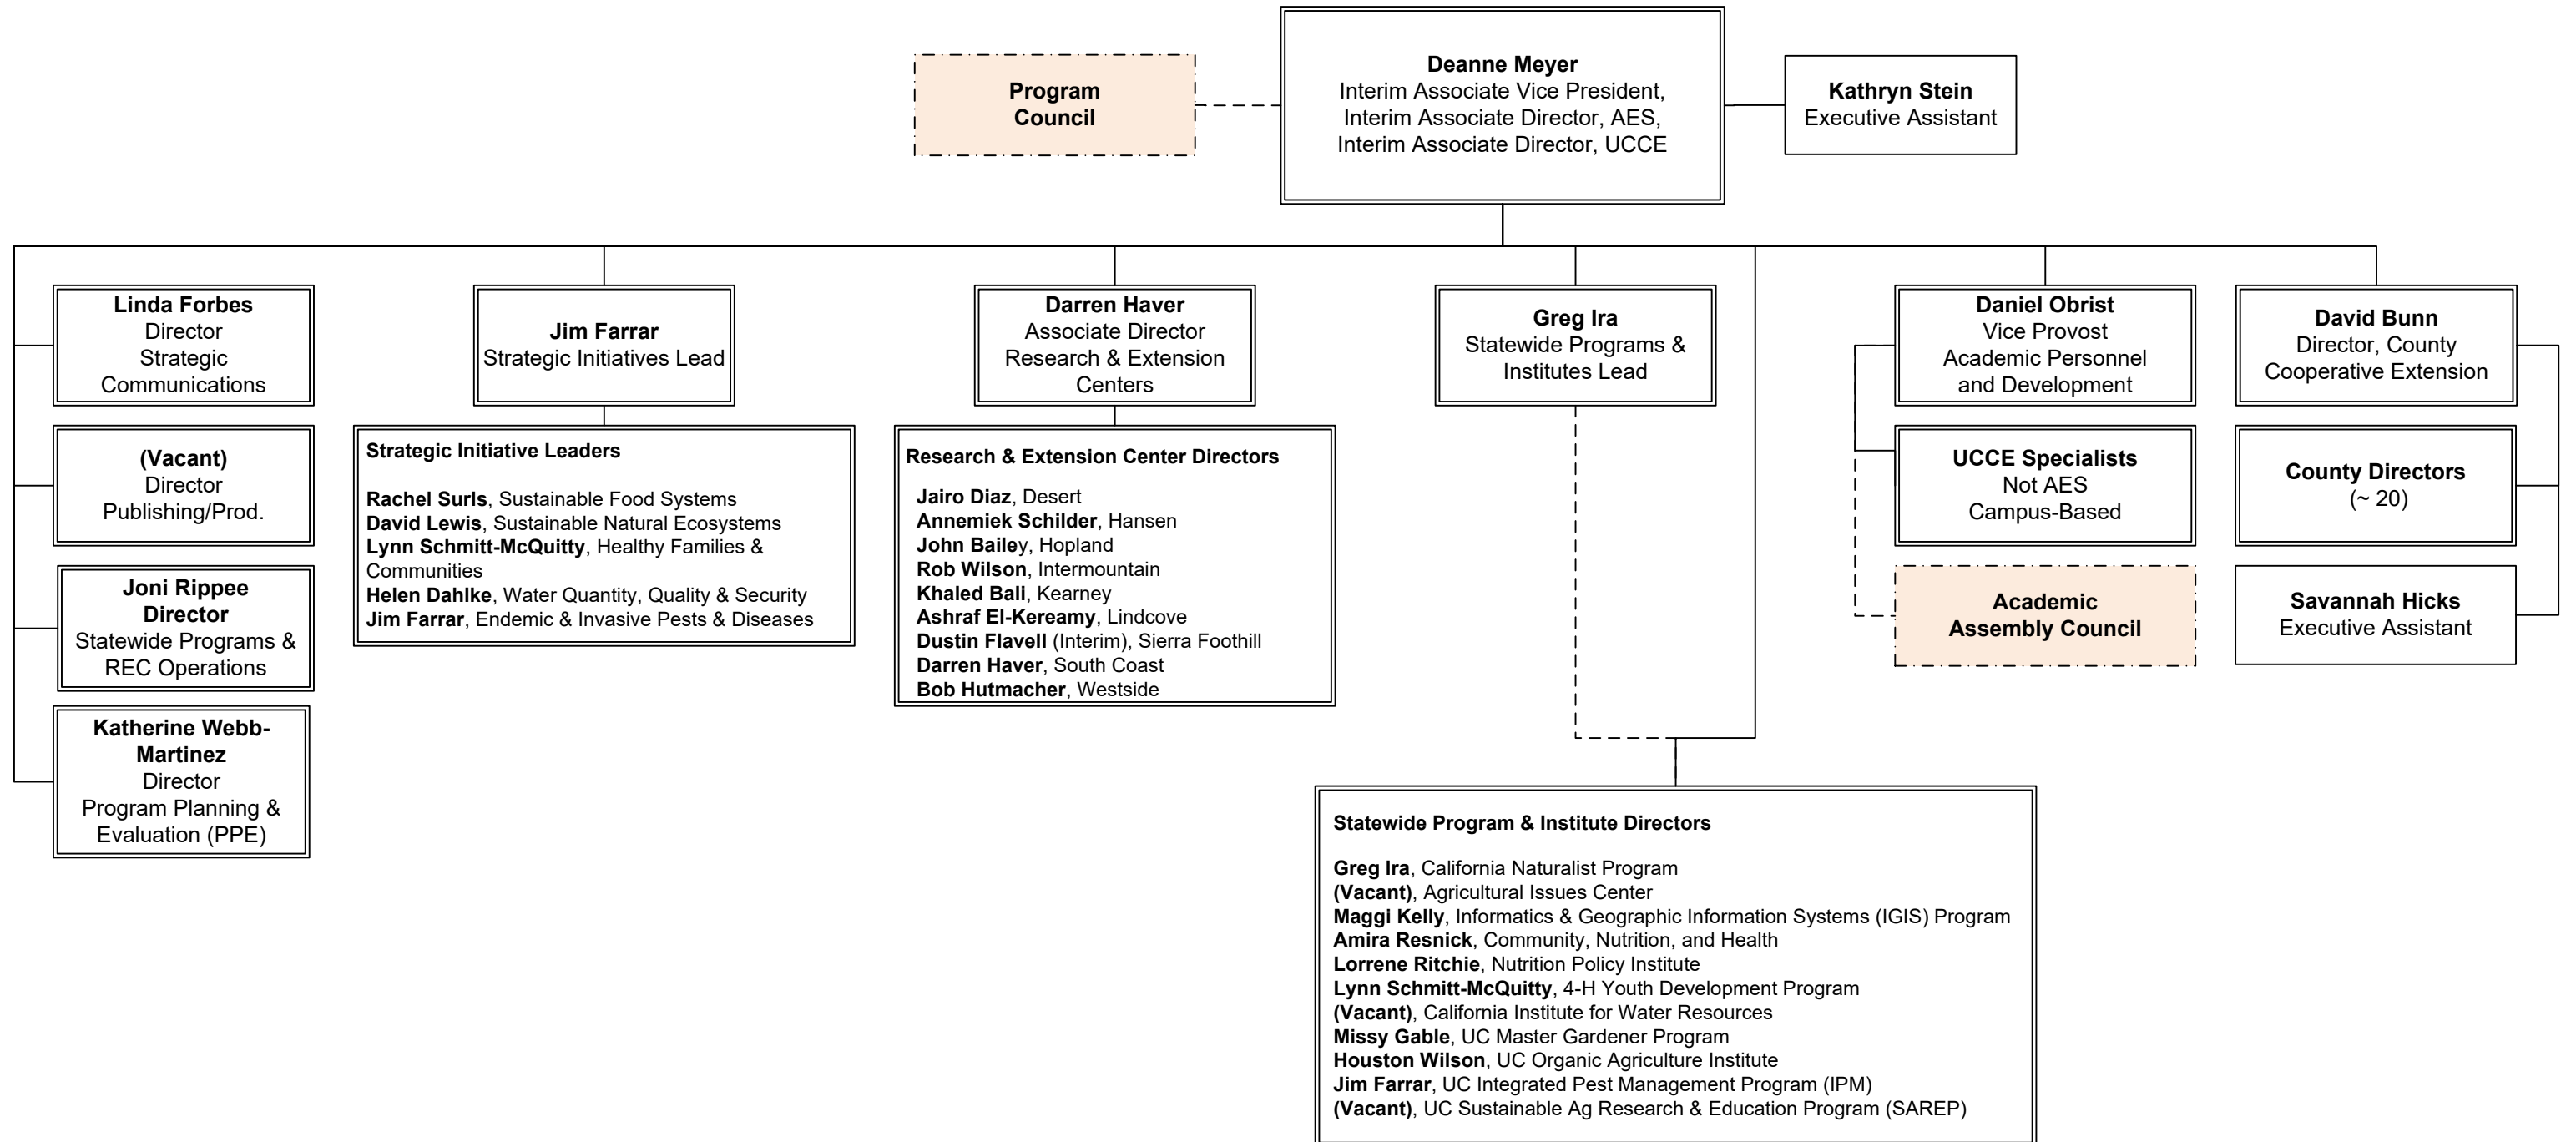 Program
Council
Deanne Meyer
Interim Associate Vice President,
Interim Associate Director, AES,
Interim Associate Director, UCCE
Kathryn Stein
Executive Assistant
Linda Forbes
Director
Strategic
Communications
(Vacant)
Director
Publishing/Prod.
Joni Rippee
Director
Statewide Programs &
REC Operations
Katherine Webb-
Martinez
Director
Program Planning &
Evaluation (PPE)
Jim Farrar
Strategic Initiatives Lead
Strategic Initiative Leaders
Rachel Surls, Sustainable Food Systems
David Lewis, Sustainable Natural Ecosystems
Lynn Schmitt-McQuitty, Healthy Families &
Communities
Helen Dahlke, Water Quantity, Quality & Security
Jim Farrar, Endemic & Invasive Pests & Diseases
Darren Haver
Associate Director
Research & Extension
Centers
Research & Extension Center Directors
Jairo Diaz, Desert
Annemiek Schilder, Hansen
John Bailey, Hopland
Rob Wilson, Intermountain
Khaled Bali, Kearney
Ashraf El-Kereamy, Lindcove
Dustin Flavell (Interim), Sierra Foothill
Darren Haver, South Coast
Bob Hutmacher, Westside
Greg Ira
Statewide Programs &
Institutes Lead
Statewide Program & Institute Directors
Greg Ira, California Naturalist Program
(Vacant), Agricultural Issues Center
Maggi Kelly, Informatics & Geographic Information Systems (IGIS) Program
Amira Resnick, Community, Nutrition, and Health
Lorrene Ritchie, Nutrition Policy Institute
Lynn Schmitt-McQuitty, 4-H Youth Development Program
(Vacant), California Institute for Water Resources
Missy Gable, UC Master Gardener Program
Houston Wilson, UC Organic Agriculture Institute
Jim Farrar, UC Integrated Pest Management Program (IPM)
(Vacant), UC Sustainable Ag Research & Education Program (SAREP)
Daniel Obrist
Vice Provost
Academic Personnel
and Development
UCCE Specialists
Not AES
Campus-Based
Academic
Assembly Council
David Bunn
Director, County
Cooperative Extension
County Directors
(~ 20)
Savannah Hicks
Executive Assistant